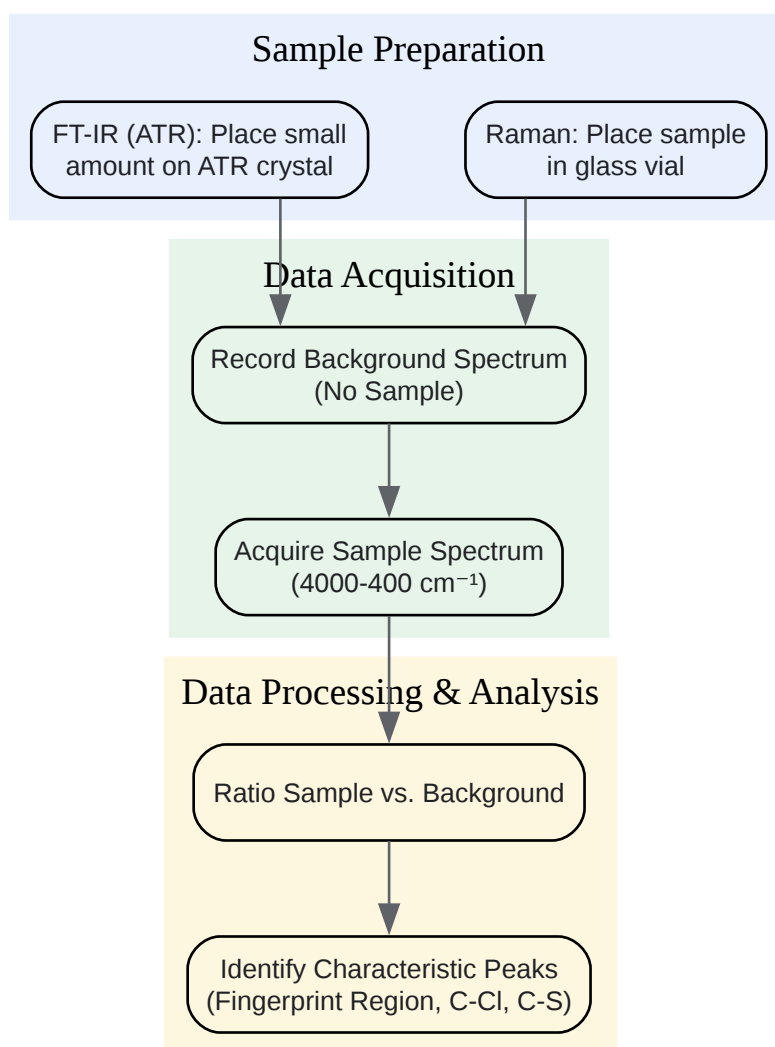 Sample Preparation
FT-IR (ATR): Place small
amount on ATR crystal
Raman: Place sample
in glass vial
Data Acquisition
Record Background Spectrum
(No Sample)
Acquire Sample Spectrum
(4000-400 cm⁻¹)
Data Processing & Analysis
Ratio Sample vs. Background
Identify Characteristic Peaks
(Fingerprint Region, C-Cl, C-S)